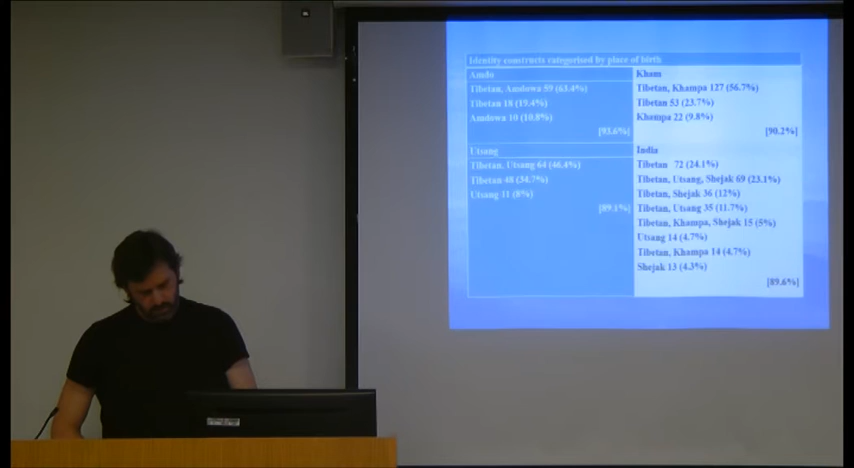 Identity constructs categorised by place of birth
Amdo
Tibetan, Amdowa 59 (63.4%)
Tibetan 18 (19.4%)
Amdowa 10 (10.8%)
[93.6%]
Kham
Tibetan, Khampa 127 (56.7%)
Tibetan 53 (23.7%)
Khampa 22 (9.8%)
[90.2%]
Utsang
Tibetan, Utsang 64 (46.4%)
Tibetan 48 (34.7%)
Utsang 11 (8%)
[89.1%]
India
Tibetan 72 (24.1%)
Tibetan, Utsang, Shejak 69 (23.1%)
Tibetan, Shejak 36 (12%)
Tibetan, Utsang 35 (11.7%)
Tibetan, Khampa, Shejak 15 (5%)
Utsang 14 (4.7%)
Tibetan, Khampa 14 (4.7%)
Shejak 13 (4.3%)
[89.6%]